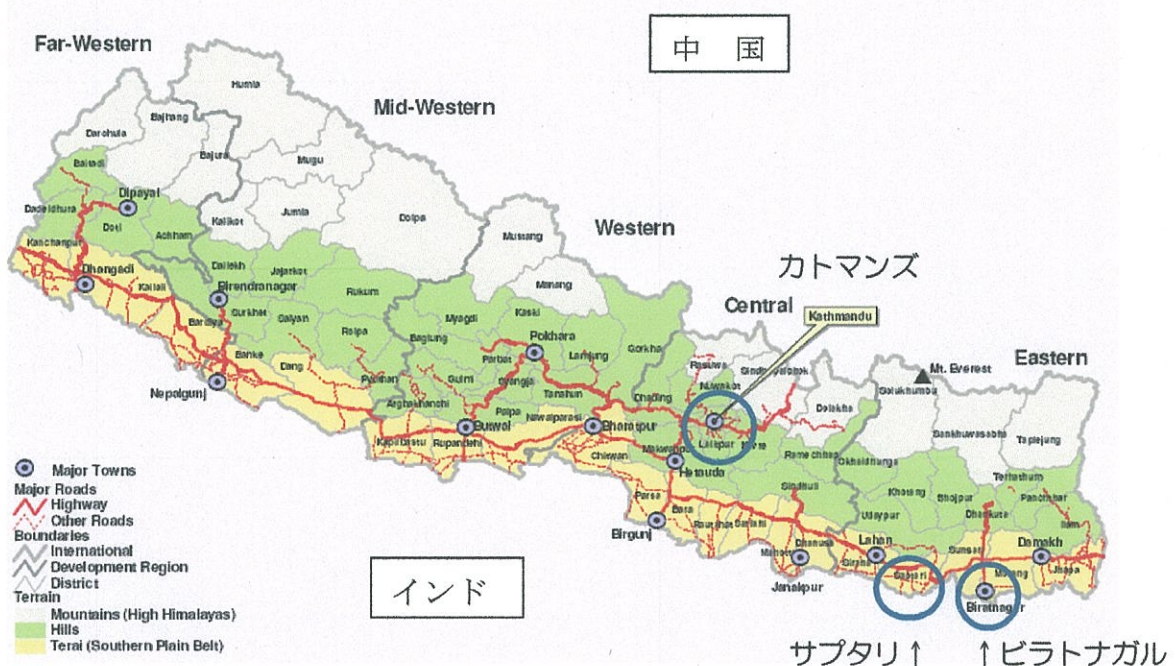 中　国
Far-Western
Mid-Western
Western
カトマンズ
Central
Kathmandu
Eastern
Mt. Everest
Humla
Bajhang
Darchula
Bajura
Mugu
Baitadi
Dipayal
Jumla
Dolpa
Kalikot
Dadeldhura
Doti
Achham
Mustang
Kanchanpur
Dailekh
Jajarkot
Manang
Dhangadi
Kailali
Birendranagar
Rukum
Surkhet
Salyan
Myagdi
Kaski
Bardiya
Rolpa
Baglung
Pokhara
Lamjung
Gorkha
Rasuwa
Banke
Dang
Parbat
Nuwakot
Solukhumbu
Nepalgunj
Gulmi
Syangja
Tanahun
Dhading
Dolakha
Arghakhanchi
Palpa
Nawalparasi
Sankhuwasabha
Taplejung
Butwal
Bharatpur
Lalitpur
Kapilbastu
Rupandehi
Chitwan
Makwanpur
Ramechhap
Okhaldhunga
Hetauda
Terhathum
Sindhuli
Khotang
Bhojpur
Panchthar
Parsa
Bara
Dhankuta
Udaypur
Ilam
Birgunj
Rautahat
Sarlahi
Dhanusa
Lahan
Sunsari
Damakh
Siraha
Saptari
Morang
Jhapa
Janakpur
Biratnagar
Major Towns
Major Roads
Highway
Other Roads
Boundaries
International
Development Region
District
Terrain
Mountains (High Himalayas)
Hills
Terai (Southern Plain Belt)
インド
サプタリ ↑
↑ ビラトナガル